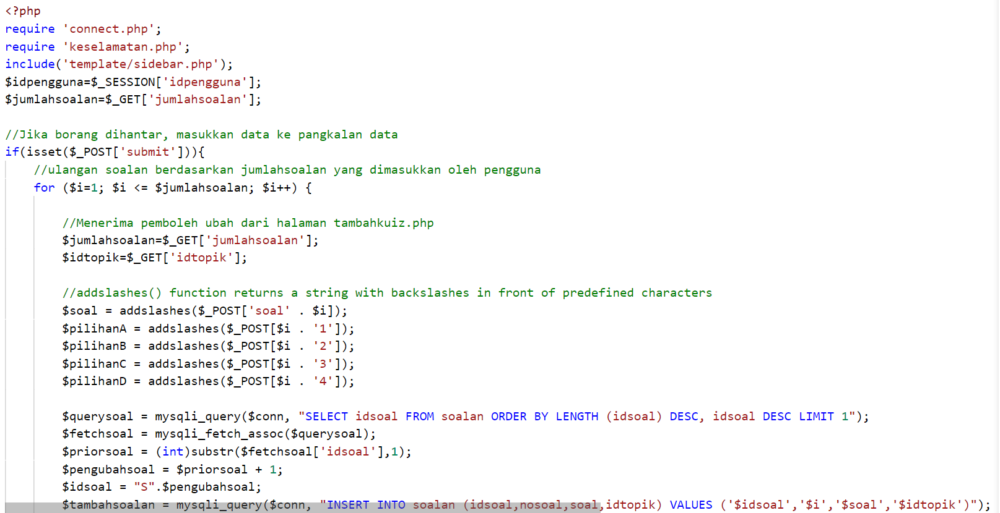 <?php
require 'connect.php';
require 'keselamatan.php';
include('template/sidebar.php');
$idpengguna=$_SESSION['idpengguna'];
$jumlahsoalan=$_GET['jumlahsoalan'];
//Jika borang dihantar, masukkan data ke pangkalan data
if(isset($_POST['submit'])){
//ulangan soalan berdasarkan jumlahsoalan yang dimasukkan oleh pengguna
for ($i=1; $i <= $jumlahsoalan; $i++) {
//Menerima pemboleh ubah dari halaman tambahkuiz.php
$jumlahsoalan=$_GET['jumlahsoalan'];
$idtopik=$_GET['idtopik'];
//addslashes() function returns a string with backslashes in front of predefined characters
$soal = addslashes($_POST['soal' . $i]);
$pilihanA = addslashes($_POST[$i . '1']);
$pilihanB = addslashes($_POST[$i . '2']);
$pilihanC = addslashes($_POST[$i . '3']);
$pilihanD = addslashes($_POST[$i . '4']);
$querysoal = mysqli_query($conn, "SELECT idsoal FROM soalan ORDER BY LENGTH (idsoal) DESC, idsoal DESC LIMIT 1");
$fetchsoal = mysqli_fetch_assoc($querysoal);
$priorsoal = (int)substr($fetchsoal['idsoal'],1);
$pengubahsoal = $priorsoal + 1;
$idsoal = "S".$pengubahsoal;
$tambahsoalan = mysqli_query($conn, "INSERT INTO soalan (idsoal,nosoal,soal,idtopik) VALUES ('$idsoal','$i','$soal','$idtopik')");